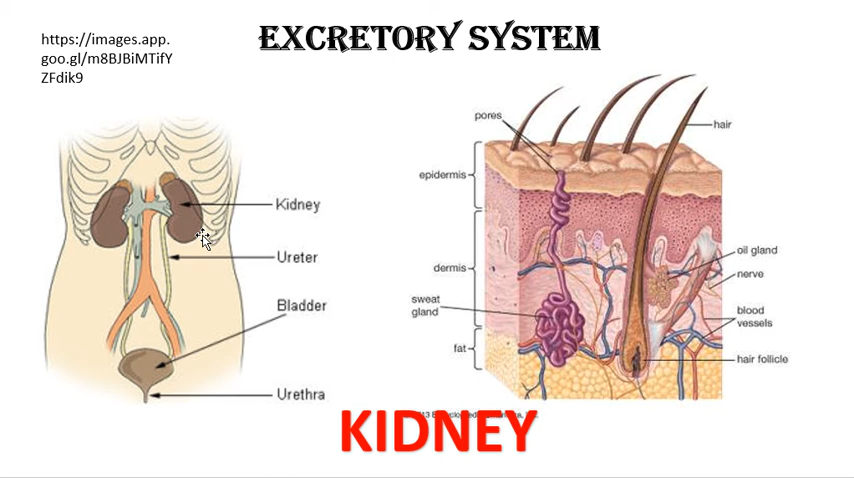 https://images.app.
goo.gl/m8BJBiMTifY
ZFdik9
EXCRETORY SYSTEM
Kidney
Ureter
Bladder
Urethra
pores
hair
epidermis
dermis
sweat
gland
fat
oil gland
nerve
blood
vessels
hair follicle
KIDNEY